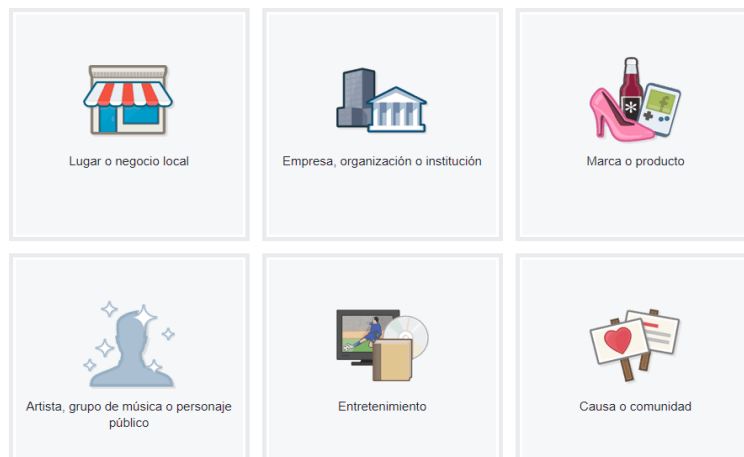 Lugar o negocio local
Empresa, organización o institución
Marca o producto
Artista, grupo de música o personaje
público
Entretenimiento
Causa o comunidad